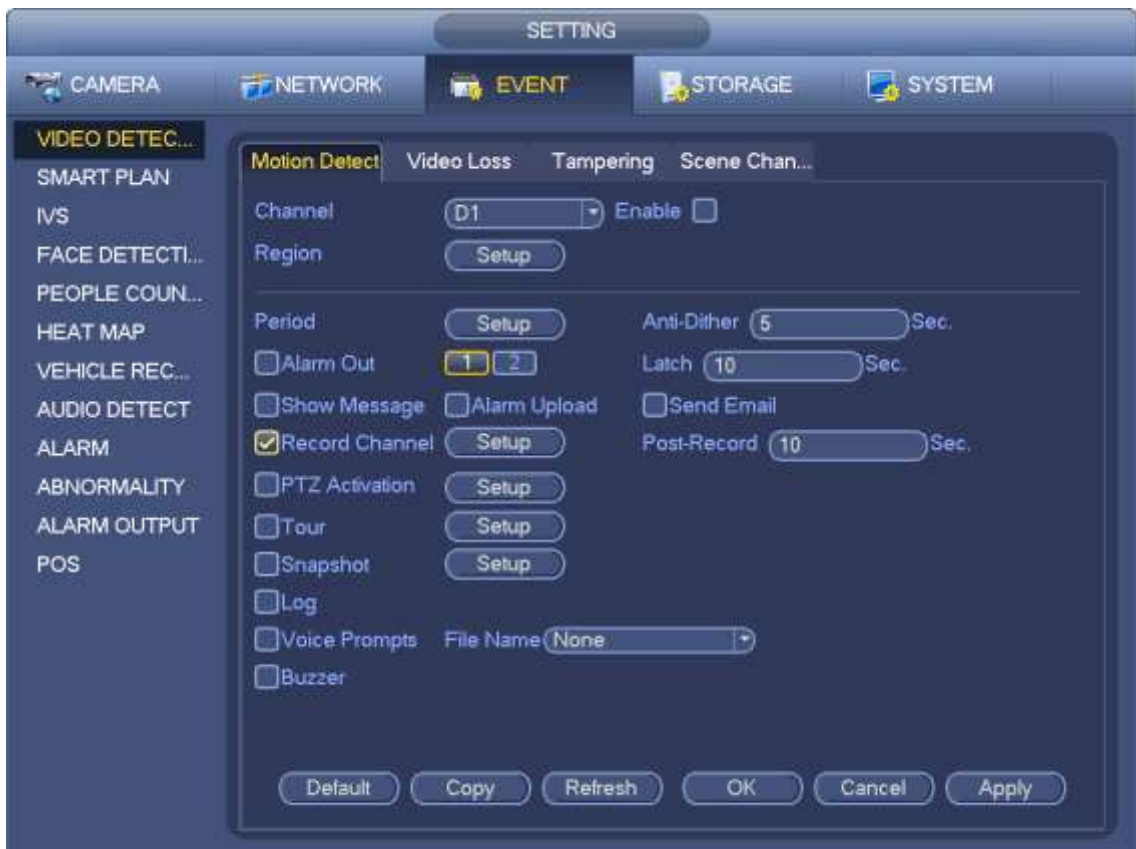 SETTING
CAMERA NETWORK EVENT STORAGE SYSTEM
VIDEO DETEC...
SMART PLAN
IVS
FACE DETECTI...
PEOPLE COUN...
HEAT MAP
VEHICLE REC...
AUDIO DETECT
ALARM
ABNORMALITY
ALARM OUTPUT
POS
Motion Detect Video Loss Tampering Scene Chan...
Channel D1 Enable
Region Setup
Period Setup Anti-Dither 5 Sec.
Alarm Out 1 2 Latch 10 Sec.
Show Message Alarm Upload Send Email
Record Channel Setup Post-Record 10 Sec.
PTZ Activation Setup
Tour Setup
Snapshot Setup
Log
Voice Prompts File Name None
Buzzer
Default Copy Refresh OK Cancel Apply